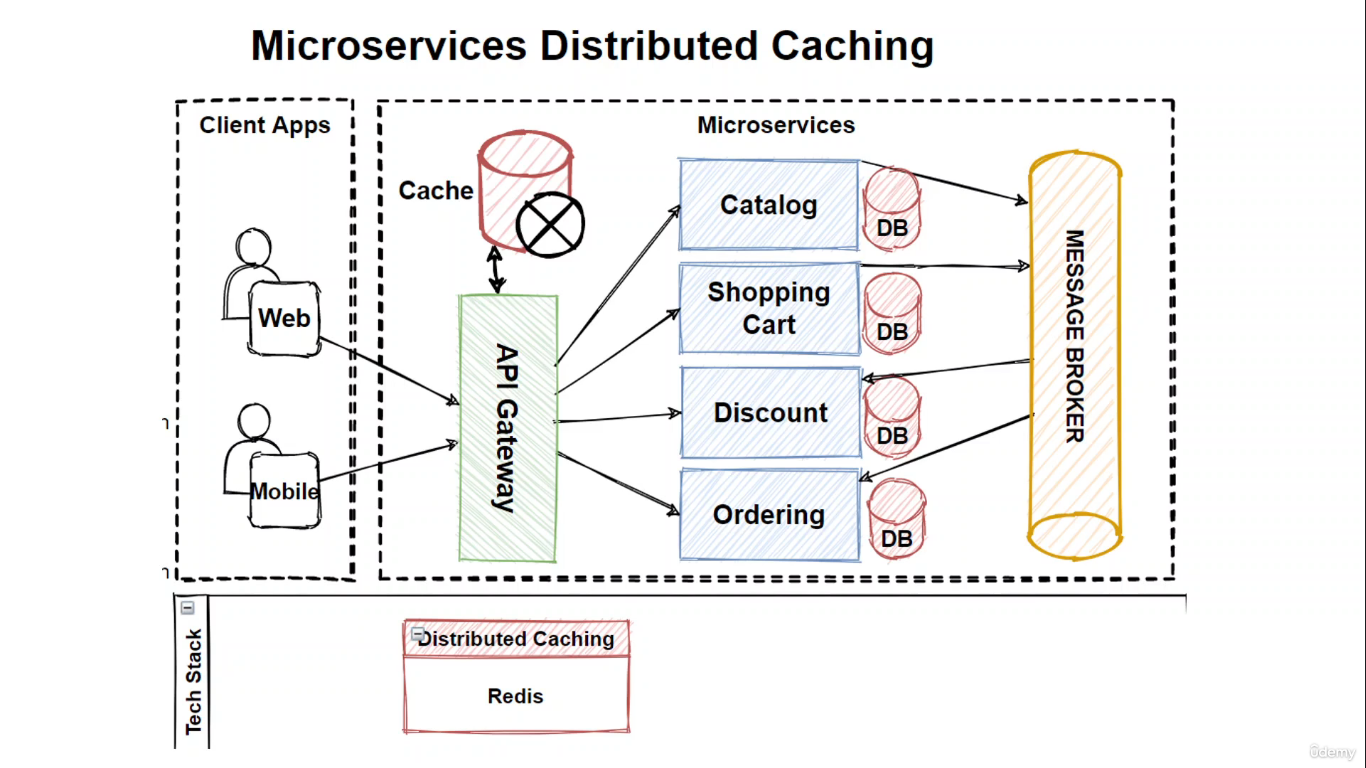 Microservices Distributed Caching
Client Apps
Microservices
Cache
Catalog
DB
Shopping
Cart
DB
Web
API Gateway
MESSAGE BROKER
Discount
DB
Mobile
Ordering
DB
Tech Stack
Distributed Caching
Redis
ûdemy